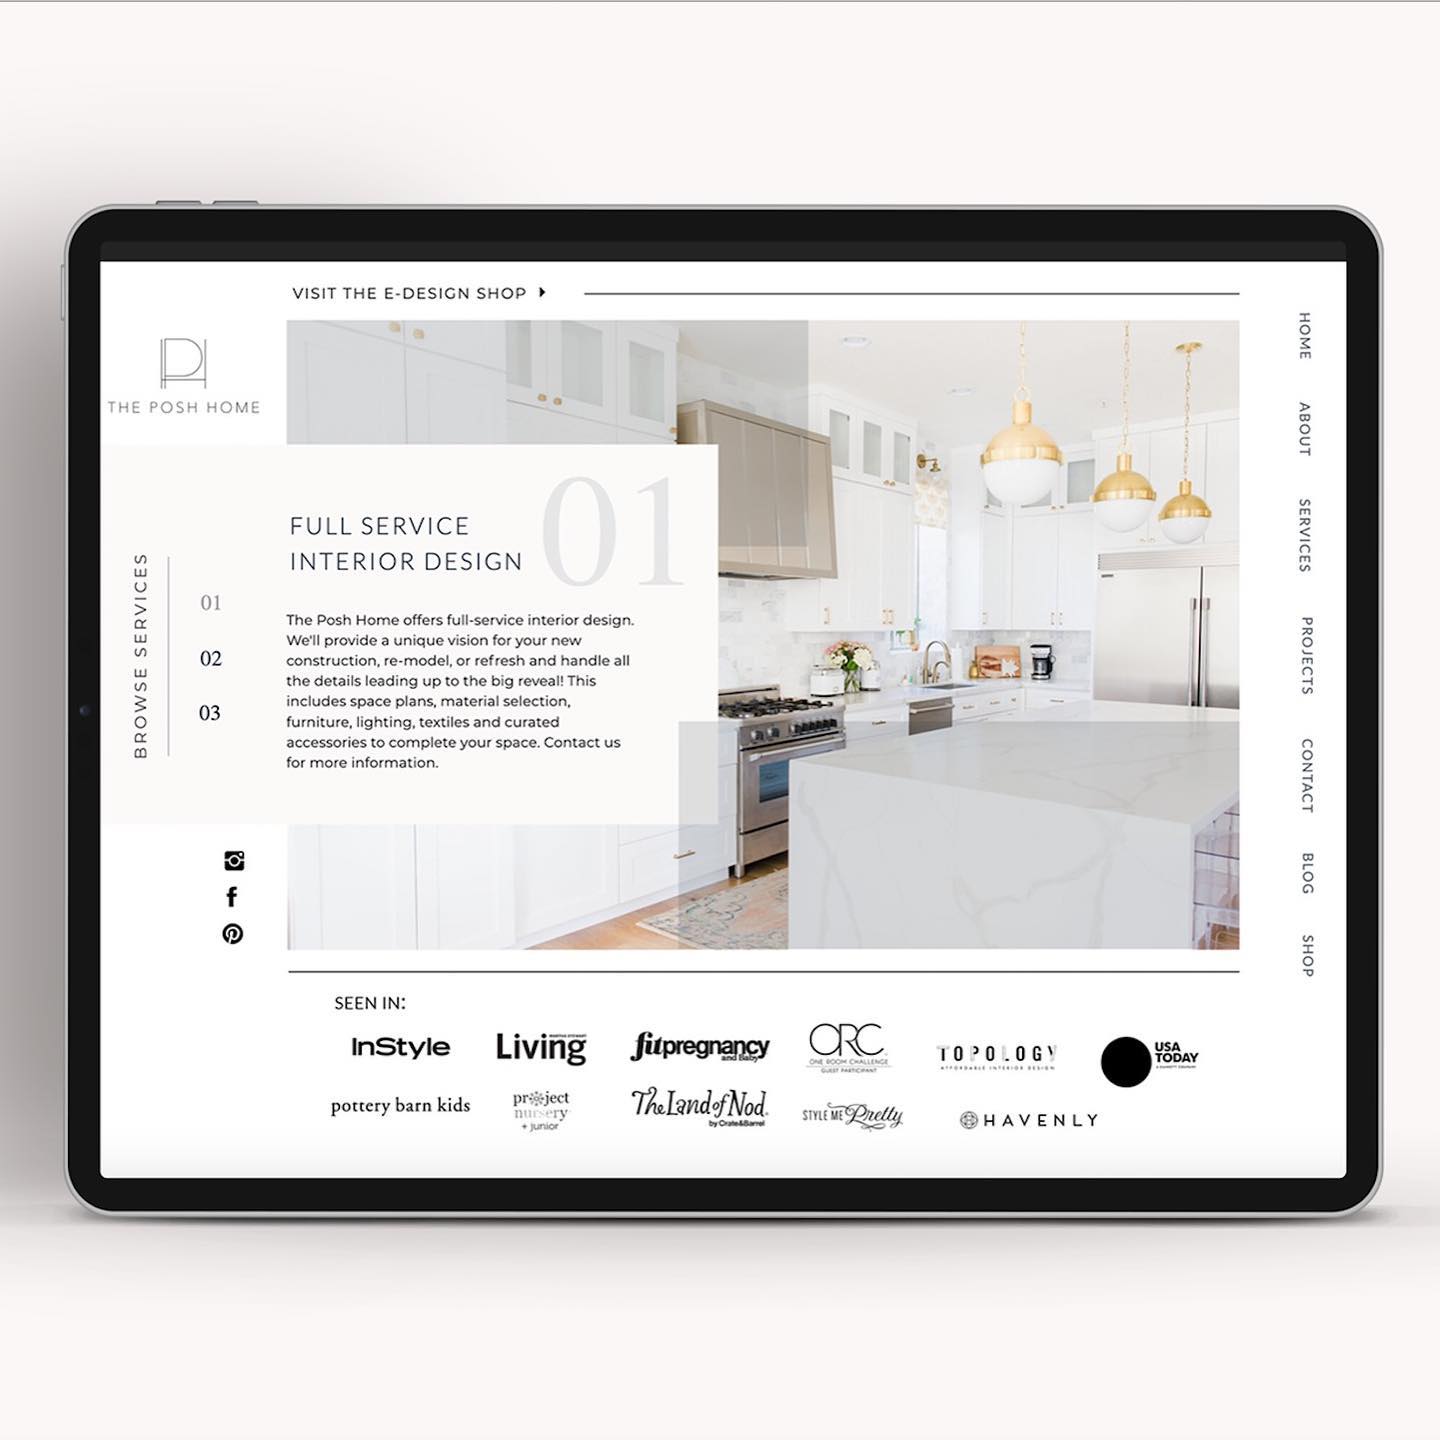 VISIT THE E-DESIGN SHOP
THE POSH HOME
HOME
ABOUT
SERVICES
PROJECTS
CONTACT
BLOG
SHOP
BROWSE SERVICES
01
02
03
01
FULL SERVICE
INTERIOR DESIGN
The Posh Home offers full-service interior design.
We'll provide a unique vision for your new
construction, re-model, or refresh and handle all
the details leading up to the big reveal! This
includes space plans, material selection,
furniture, lighting, textiles and curated
accessories to complete your space. Contact us
for more information.
SEEN IN:
InStyle
MARTHA STEWART
Living
fitpregnancy
and Baby
ORC
ONE ROOM CHALLENGE
GUEST PARTICIPANT
TOPOLOGY
AFFORDABLE INTERIOR DESIGN
USA
TODAY
pottery barn kids
project
nursery
+ junior
The Land of Nod
by Crate&Barrel
STYLE ME Pretty
HAVENLY